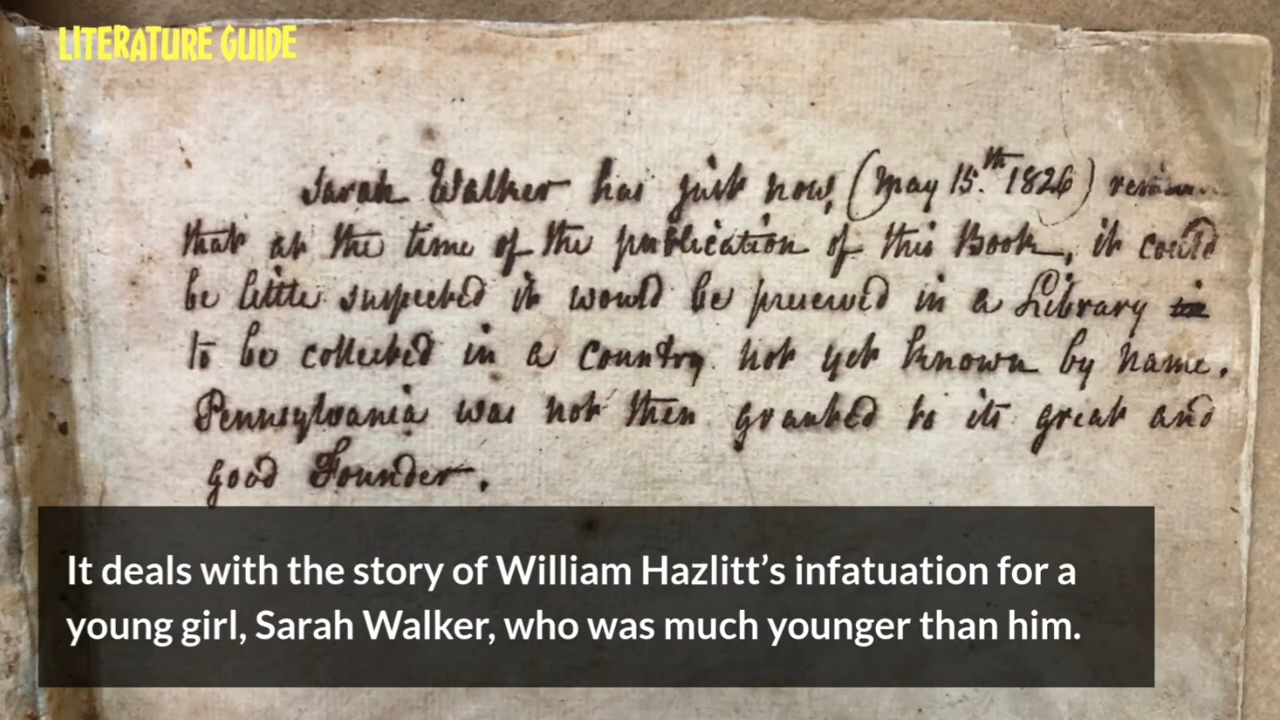 LITERATURE GUIDE
Sarah Walker has just now, (May 15.th 1826)
that at the time of the publication of this Book, it could
be little suspected it would be preserved in a Library
to be collected in a Country not yet known by name.
Pennsylvania was not then granted to its great and
good Founder.
It deals with the story of William Hazlitt’s infatuation for a
young girl, Sarah Walker, who was much younger than him.